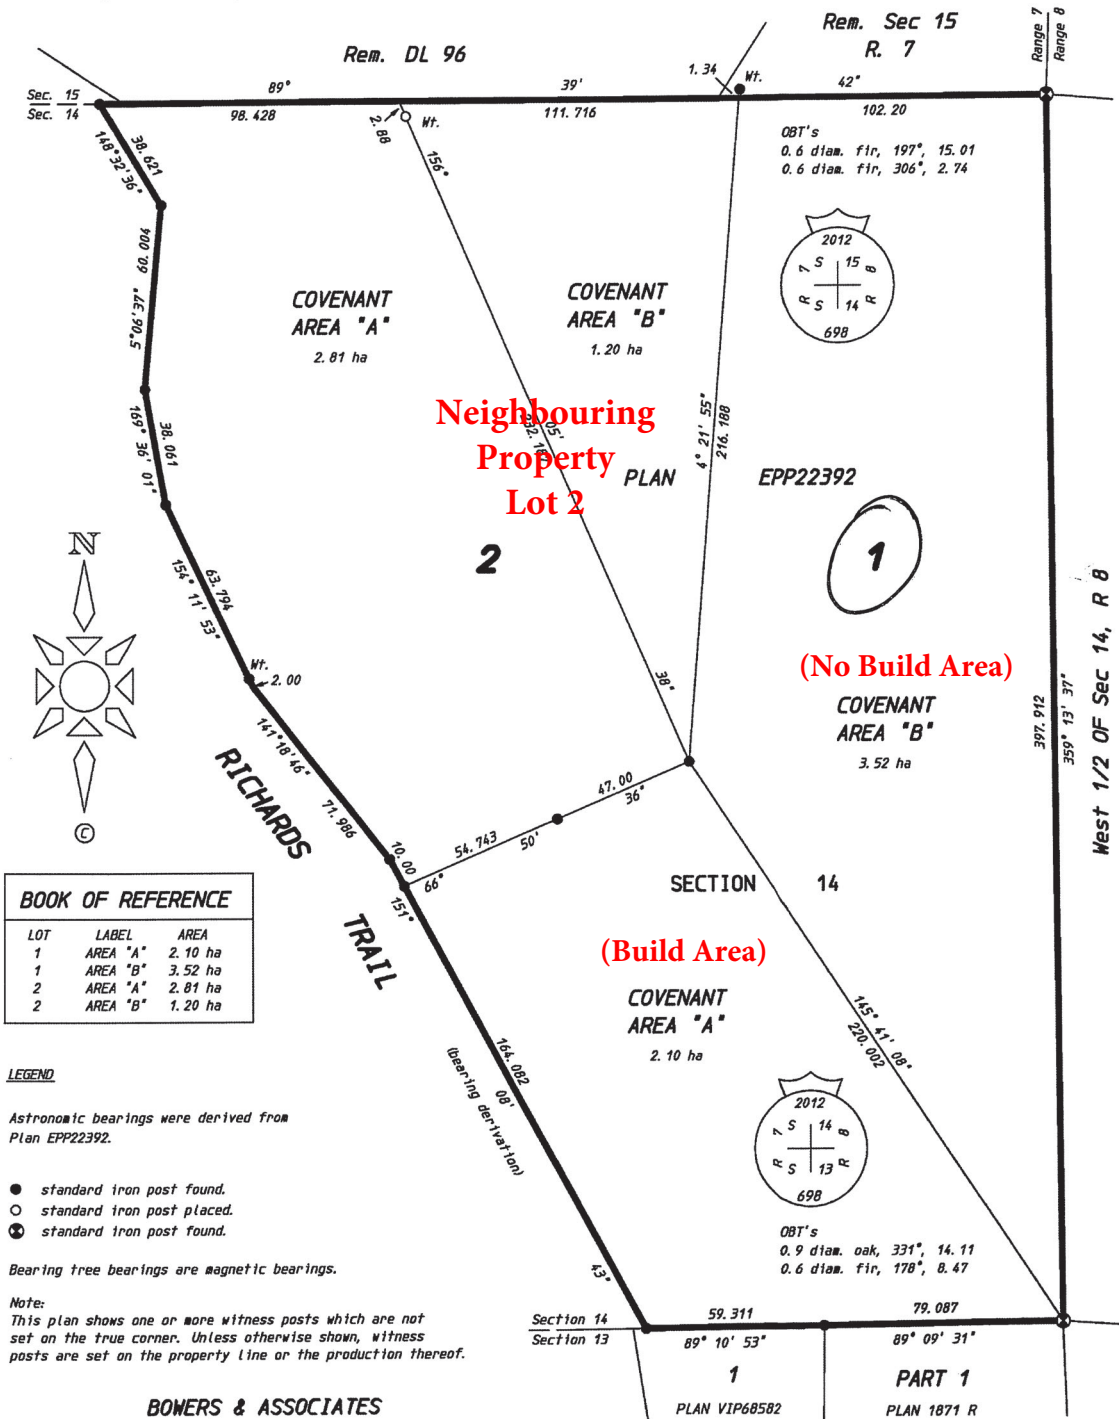 Rem. Sec 15
R. 7
Range 7
Range 8
Rem. DL 96
1.34
Wt.
Sec. 15
Sec. 14
89°
39'
42"
98.428
111.716
102.20
2.88
Wt.
148°32'36"
38.621
156°
OBT's
0.6 diam. fir, 197°, 15.01
0.6 diam. fir, 306°, 2.74
60.004
5°06'37"
2012
7 S 15 8
R S 14 R
698
COVENANT
AREA "A"
2.81 ha
COVENANT
AREA "B"
1.20 ha
Neighbouring
Property
Lot 2
05'
4° 21' 55"
216.188
PLAN EPP22392
38.061
169° 36' 01"
2
1
N
63.794
154° 11' 53"
West 1/2 OF Sec 14, R 8
397.912
359° 13' 37"
(No Build Area)
COVENANT
AREA "B"
3.52 ha
Wt.
2.00
38"
141°18'46"
71.986
RICHARDS
TRAIL
47.00
36"
54.743
50'
10.00
66°
151°
C
SECTION 14
BOOK OF REFERENCE
LOT LABEL AREA
1 AREA "A" 2.10 ha
1 AREA "B" 3.52 ha
2 AREA "A" 2.81 ha
2 AREA "B" 1.20 ha
(Build Area)
COVENANT
AREA "A"
2.10 ha
145° 41' 08"
220.002
164.082
08'
(bearing derivation)
43"
LEGEND
Astronomic bearings were derived from
Plan EPP22392.
standard iron post found.
standard iron post placed.
standard iron post found.
Bearing tree bearings are magnetic bearings.
Note:
This plan shows one or more witness posts which are not
set on the true corner. Unless otherwise shown, witness
posts are set on the property line or the production thereof.
2012
7 S 14 8
R S 13 R
698
OBT's
0.9 diam. oak, 331°, 14.11
0.6 diam. fir, 178°, 8.47
Section 14
Section 13
59.311
89° 10' 53"
79.087
89° 09' 31"
1
PLAN VIP68582
PART 1
PLAN 1871 R
BOWERS & ASSOCIATES